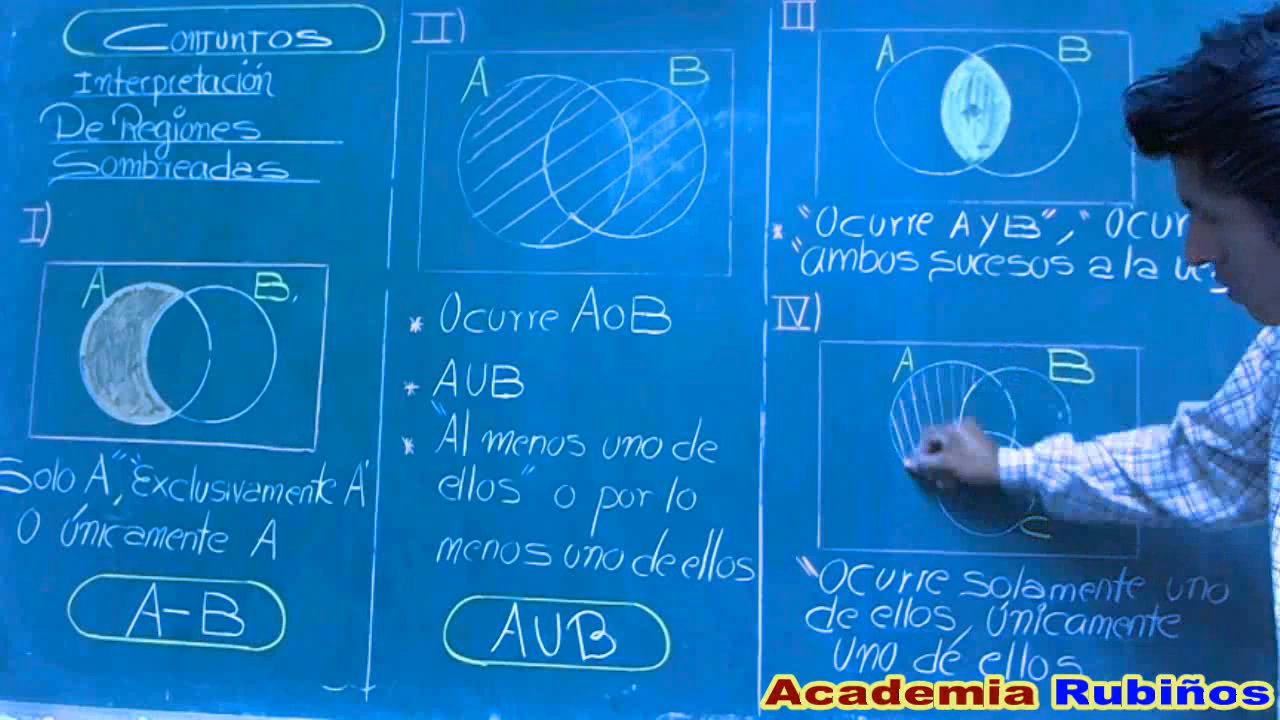 CONJUNTOS
Interpretación
De Regiones
Sombreadas
I)
A B.
Solo A", "Exclusivamente A"
O únicamente A
A-B
II)
A B
* Ocurre A o B
* AUB
* "Al menos uno de
ellos" o por lo
menos uno de ellos
AUB
III
A B
* "Ocurre A y B", "
"ambos sucesos a la
IV)
A B
C
"Ocurre solamente uno
de ellos, únicamente
uno de ellos
Academia Rubiños